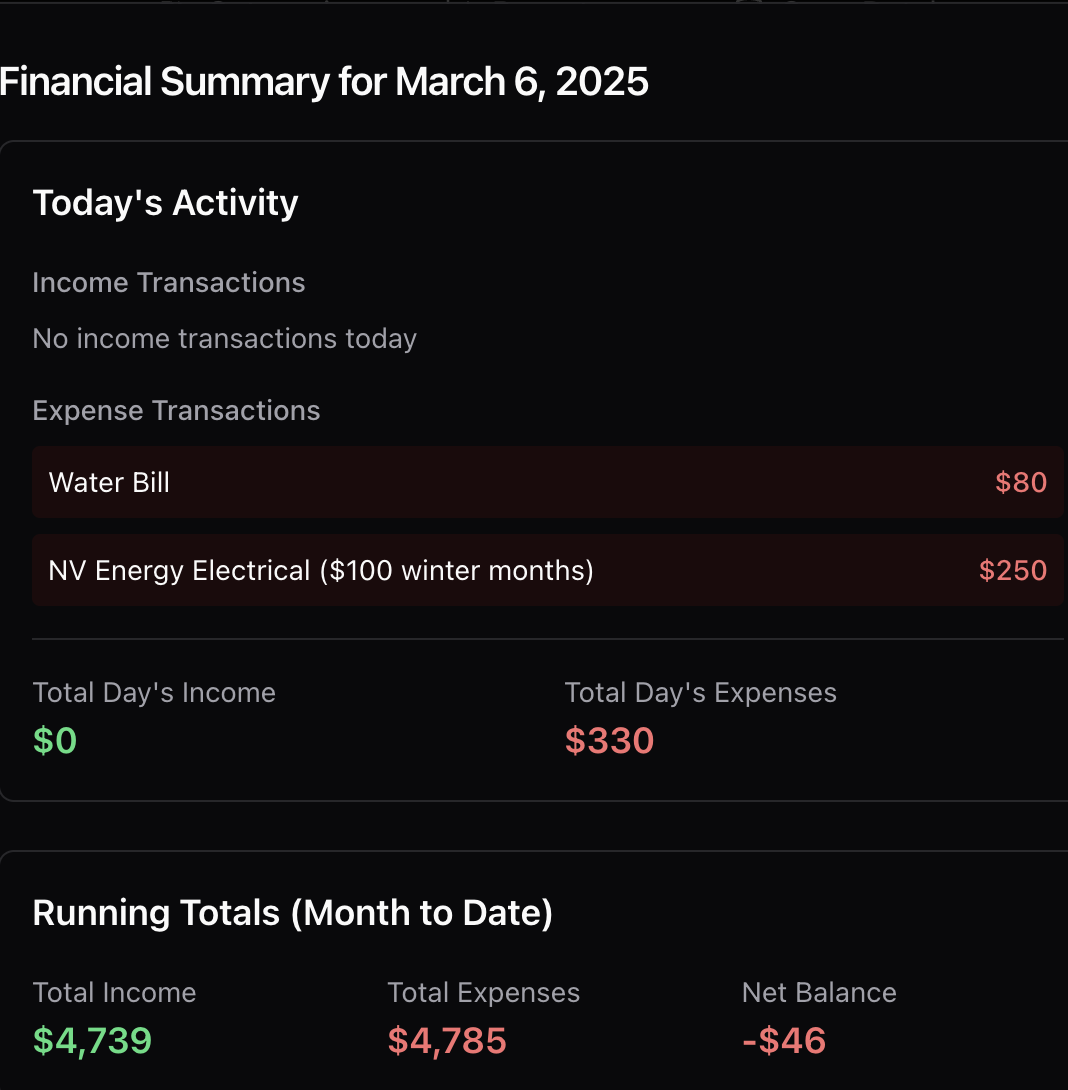 Financial Summary for March 6, 2025
Today's Activity
Income Transactions
No income transactions today
Expense Transactions
Water Bill $80
NV Energy Electrical ($100 winter months) $250
Total Day's Income Total Day's Expenses
$0 $330
Running Totals (Month to Date)
Total Income Total Expenses Net Balance
$4,739 $4,785 -$46